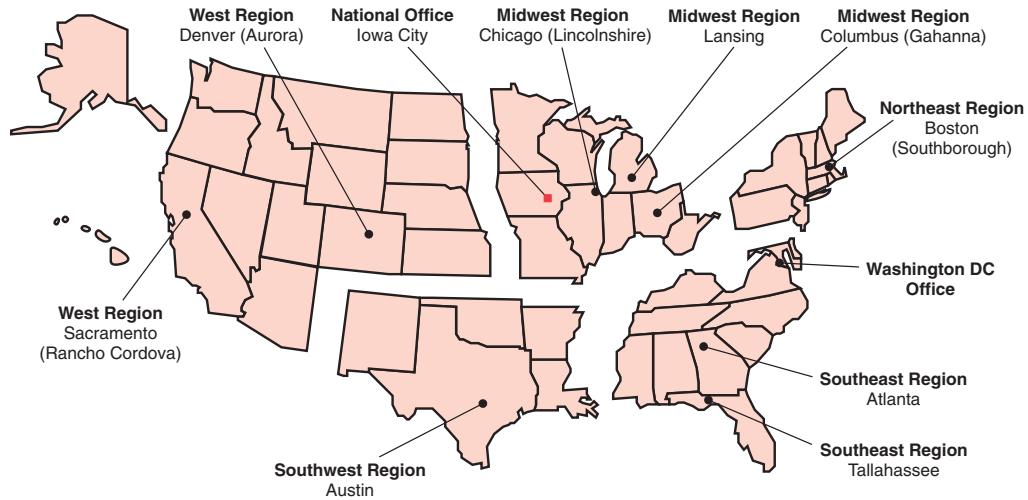 West Region
Denver (Aurora)
National Office
Iowa City
Midwest Region
Chicago (Lincolnshire)
Midwest Region
Lansing
Midwest Region
Columbus (Gahanna)
Northeast Region
Boston
(Southborough)
Washington DC
Office
West Region
Sacramento
(Rancho Cordova)
Southeast Region
Atlanta
Southeast Region
Tallahassee
Southwest Region
Austin